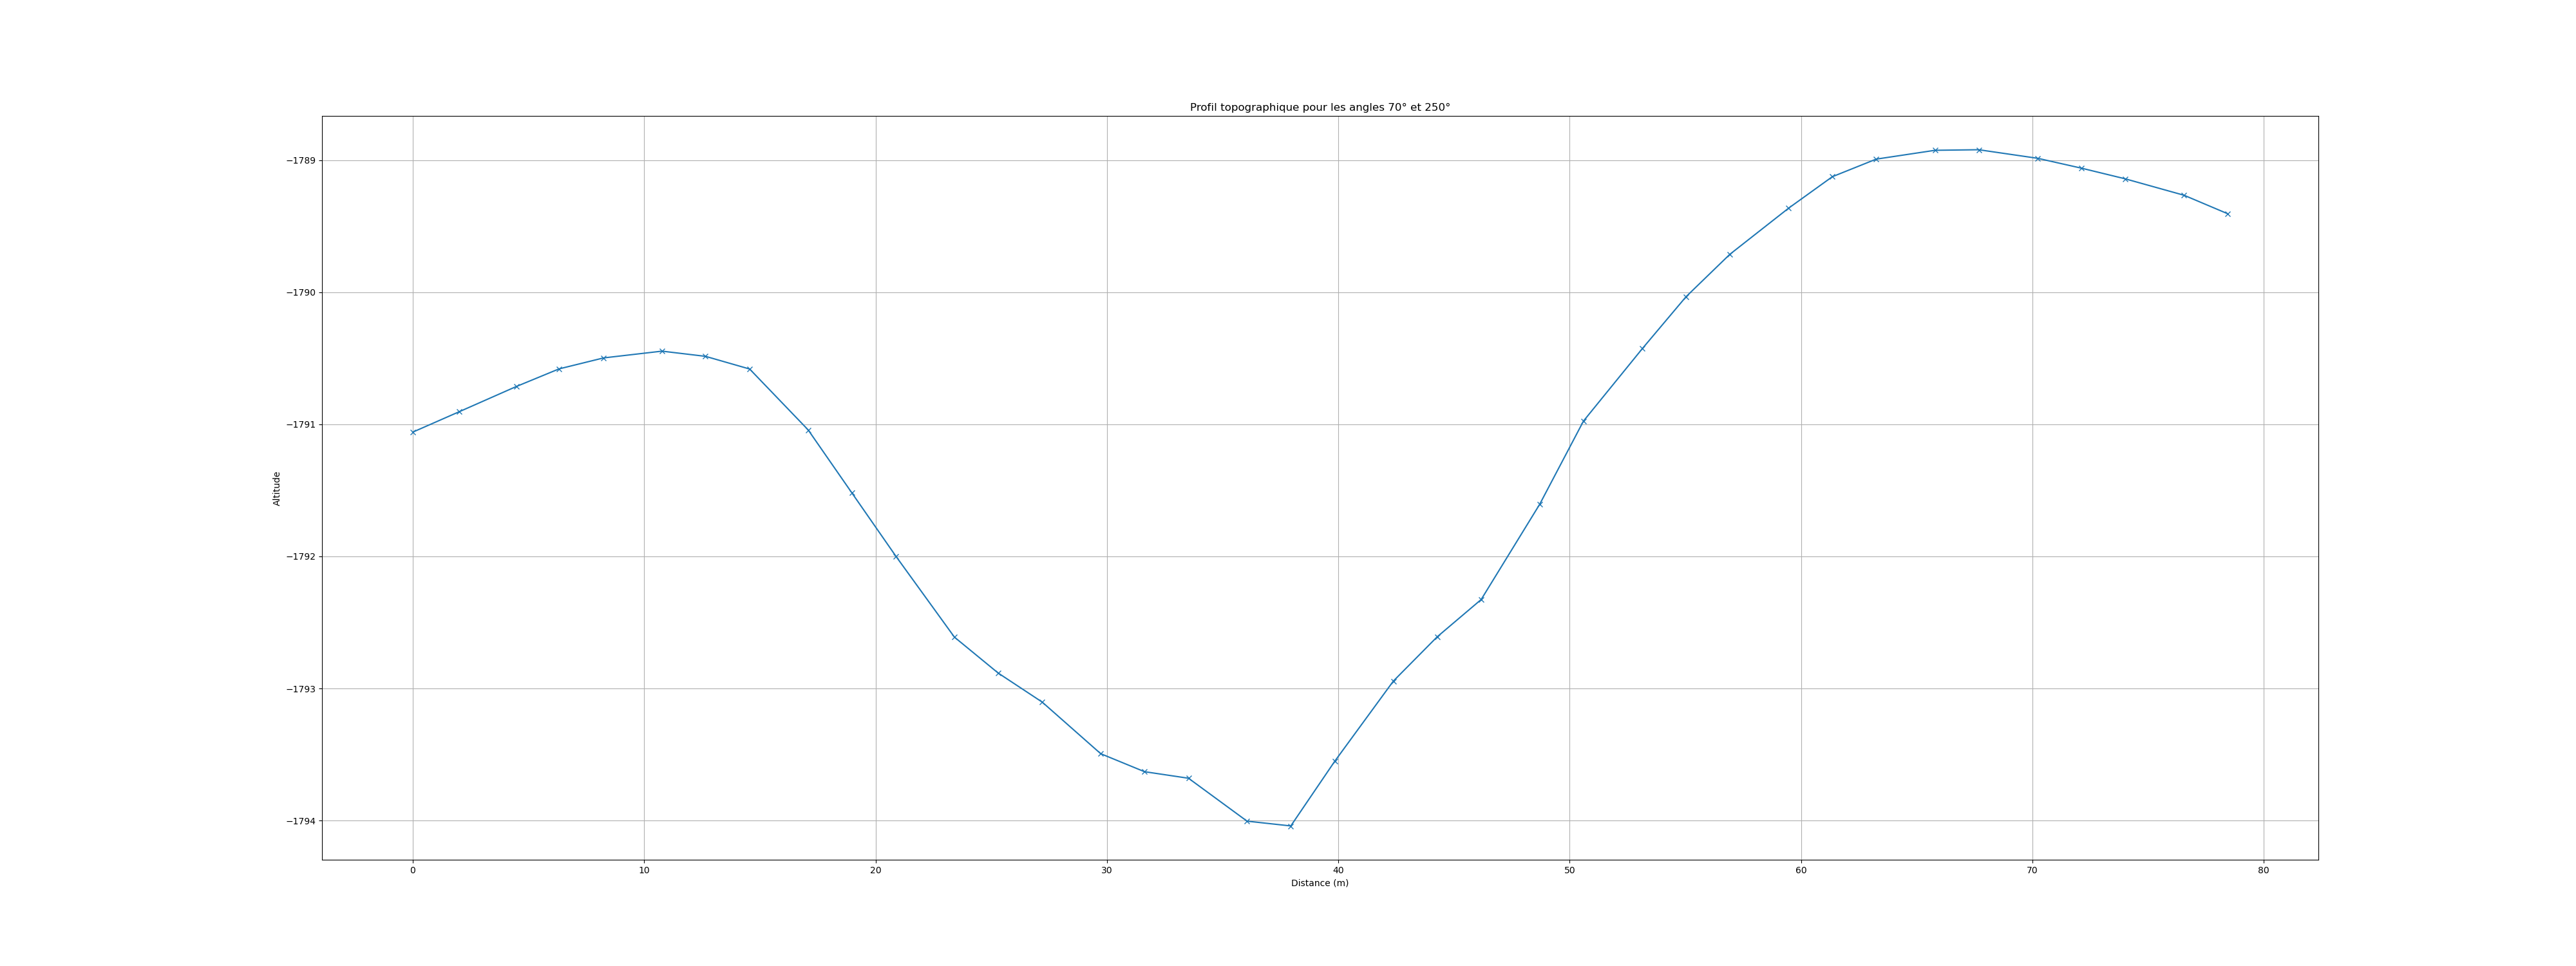 Profil topographique pour les angles 70° et 250°
−1789
−1790
−1791
−1792
−1793
−1794
Altitude
0 10 20 30 40 50 60 70 80
Distance (m)